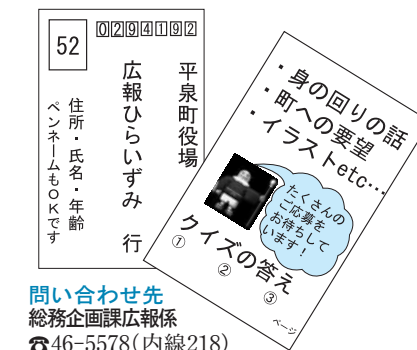 52
0294192
平泉町役場
広報ひらいずみ 行
住所・氏名・年齢
ペンネームもOKです
・身の回りの話
・町への要望
・イラストetc…
たくさんの
ご応募を
お待ちして
います！
クイズの答え
① ② ③
ページ
問い合わせ先
総務企画課広報係
☎46-5578(内線218)